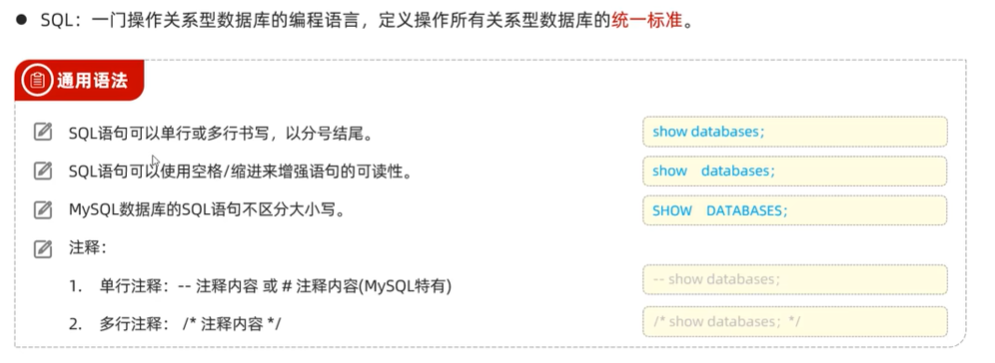 ● SQL：一门操作关系型数据库的编程语言，定义操作所有关系型数据库的统一标准。
通用语法
SQL语句可以单行或多行书写，以分号结尾。
show databases；
SQL语句可以使用空格/缩进来增强语句的可读性。
show   databases；
MySQL数据库的SQL语句不区分大小写。
SHOW   DATABASES；
注释：
1. 单行注释：-- 注释内容 或 # 注释内容(MySQL特有)
-- show databases；
2. 多行注释： /* 注释内容 */
/* show databases；*/